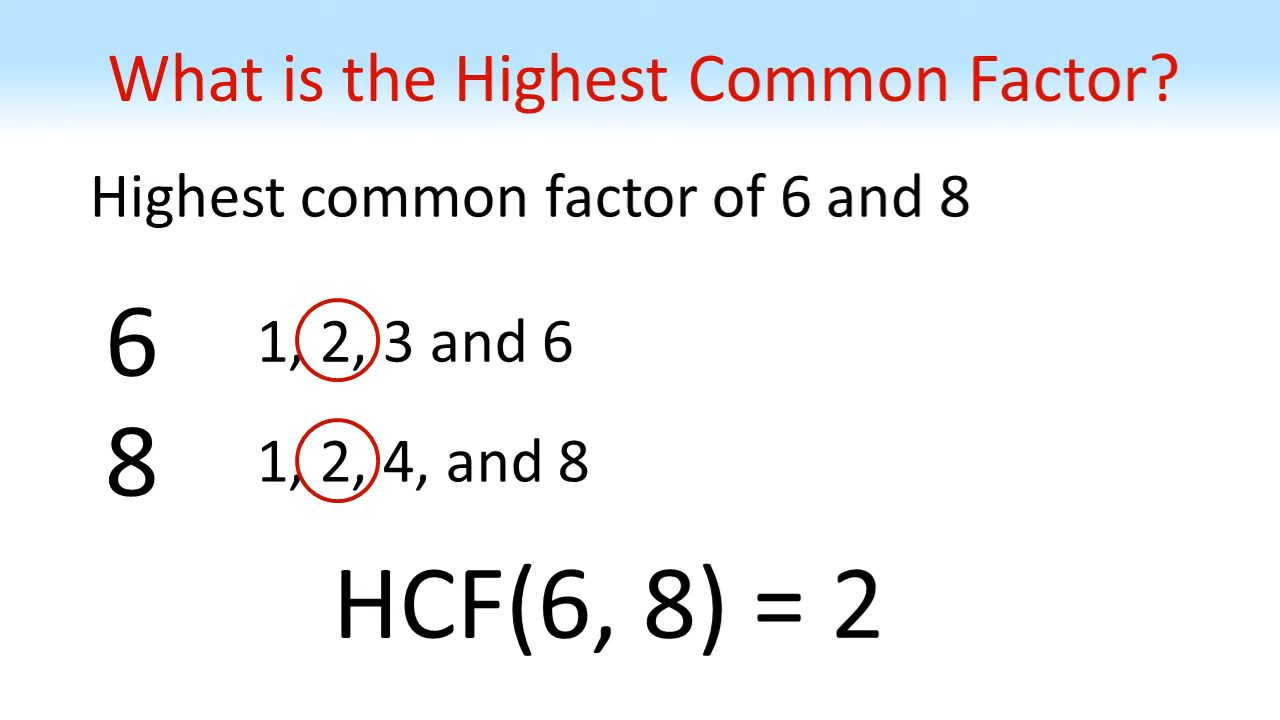 What is the Highest Common Factor?
Highest common factor of 6 and 8
6 1, 2, 3 and 6
8 1, 2, 4, and 8
HCF(6, 8) = 2